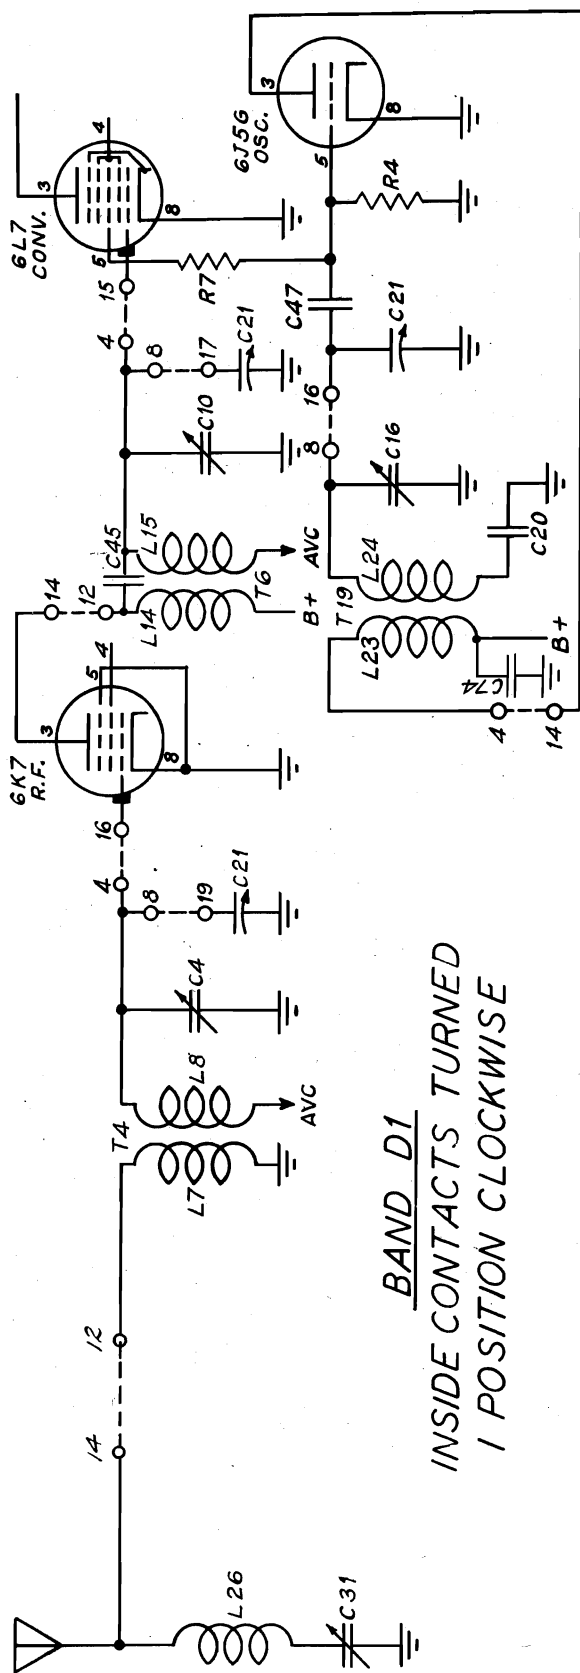 L26
C31
14
12
T4
L7
L8
AVC
C4
4
16
8
19
C21
6K7
R.F.
3
5
4
8
14
12
C45
L14
L15
T6
B+
AVC
C10
4
15
8
17
C21
6L7
CONV.
3
4
5
8
R7
6J5G
OSC.
3
5
8
R4
C47
C21
16
8
C16
L24
L23
T19
C20
C74
B+
4
14
BAND D1
INSIDE CONTACTS TURNED
1 POSITION CLOCKWISE